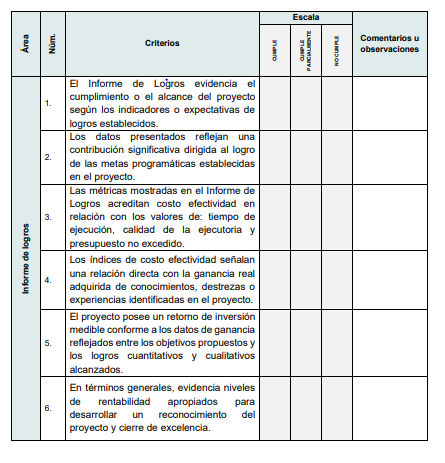 Área
Núm.
Criterios
Escala
CUMPLE
CUMPLE
PARCIALMENTE
NO CUMPLE
Comentarios u
observaciones
Informe de logros
1.
El Informe de Logros evidencia el
cumplimiento o el alcance del proyecto
según los indicadores o expectativas de
logros establecidos.
2.
Los datos presentados reflejan una
contribución significativa dirigida al logro
de las metas programáticas establecidas
en el proyecto.
3.
Las métricas mostradas en el Informe de
Logros acreditan costo efectividad en
relación con los valores de: tiempo de
ejecución, calidad de la ejecutoria y
presupuesto no excedido.
4.
Los índices de costo efectividad señalan
una relación directa con la ganancia real
adquirida de conocimientos, destrezas o
experiencias identificadas en el proyecto.
5.
El proyecto posee un retorno de inversión
medible conforme a los datos de ganancia
reflejados entre los objetivos propuestos y
los logros cuantitativos y cualitativos
alcanzados.
6.
En términos generales, evidencia niveles
de rentabilidad apropiados para
desarrollar un reconocimiento del
proyecto y cierre de excelencia.